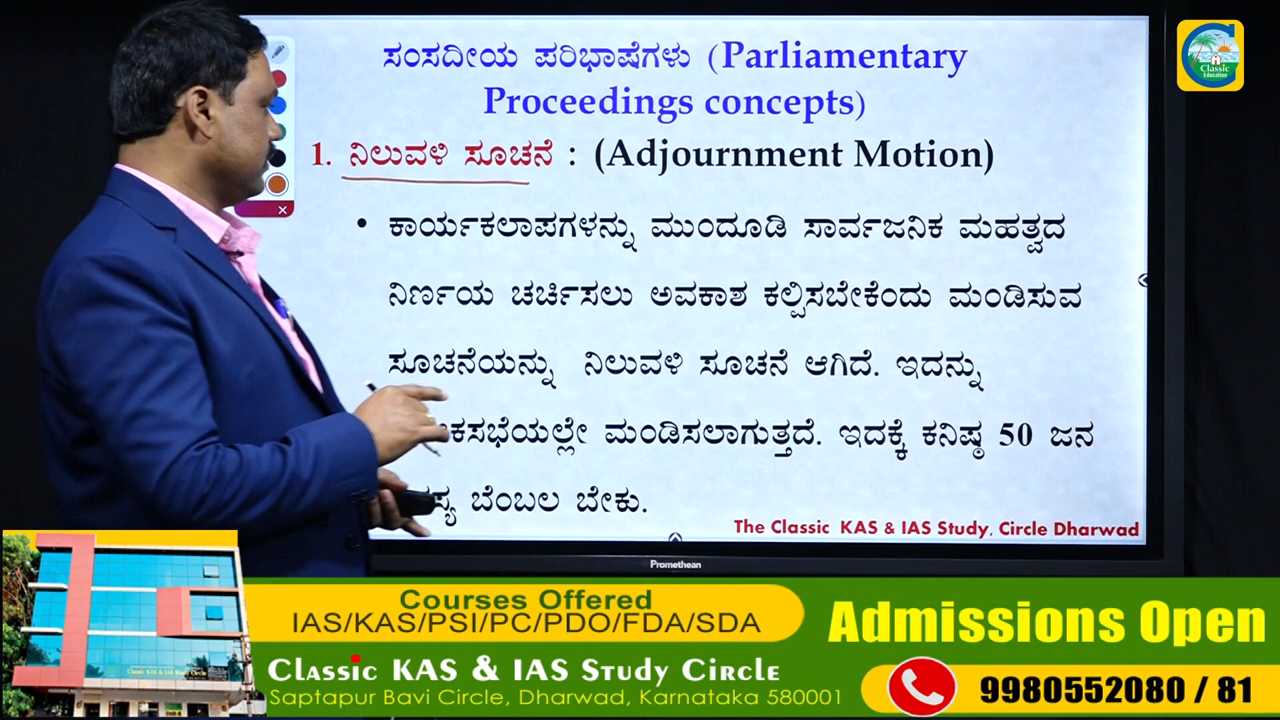 ಸಂಸದೀಯ ಪರಿಭಾಷೆಗಳು (Parliamentary
Proceedings concepts)
1. ನಿಲುವಳಿ ಸೂಚನೆ : (Adjournment Motion)
• ಕಾರ್ಯಕಲಾಪಗಳನ್ನು ಮುಂದೂಡಿ ಸಾರ್ವಜನಿಕ ಮಹತ್ವದ
ನಿರ್ಣಯ ಚರ್ಚಿಸಲು ಅವಕಾಶ ಕಲ್ಪಿಸಬೇಕೆಂದು ಮಂಡಿಸುವ
ಸೂಚನೆಯನ್ನು ನಿಲುವಳಿ ಸೂಚನೆ ಆಗಿದೆ. ಇದನ್ನು
ಕಸಭೆಯಲ್ಲೇ ಮಂಡಿಸಲಾಗುತ್ತದೆ. ಇದಕ್ಕೆ ಕನಿಷ್ಠ 50 ಜನ
ಬೆಂಬಲ ಬೇಕು.
The Classic KAS & IAS Study, Circle Dharwad
Promethean
Classic
Education
Courses Offered
IAS/KAS/PSI/PC/PDO/FDA/SDA
Classic KAS & IAS Study Circle
Saptapur Bavi Circle, Dharwad, Karnataka 580001
Admissions Open
9980552080 / 81